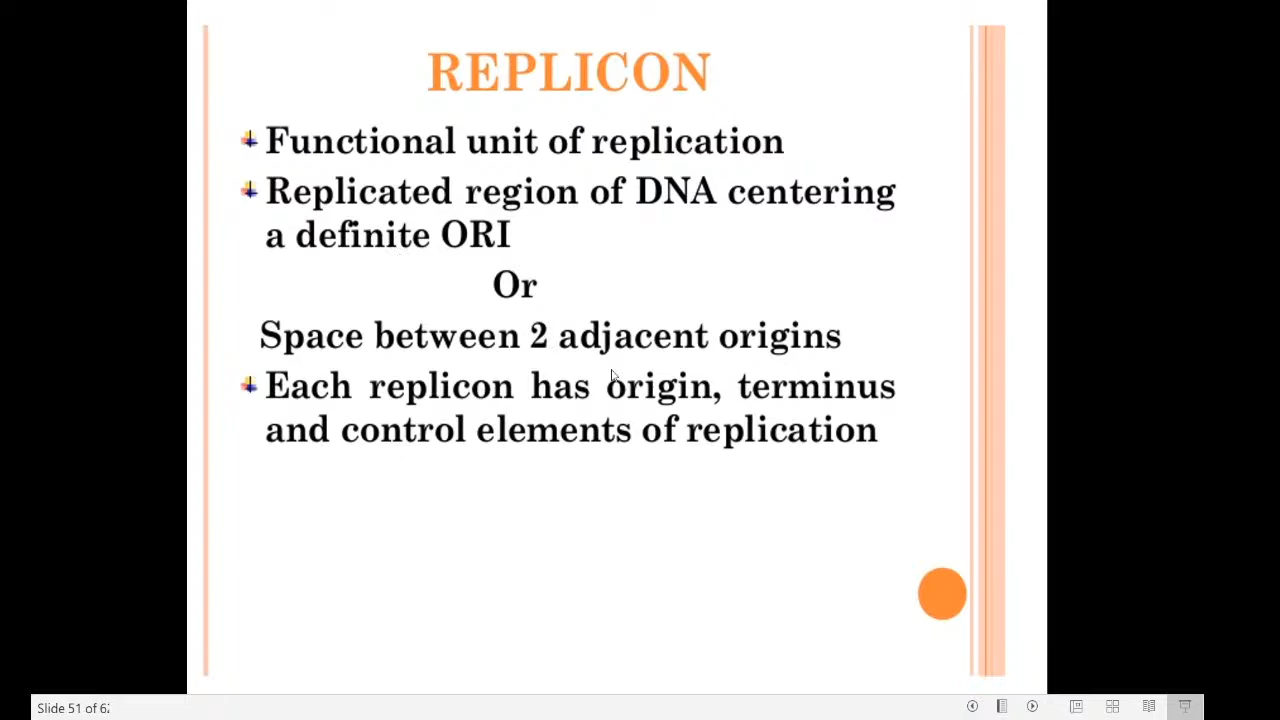 REPLICON
Functional unit of replication
Replicated region of DNA centering
a definite ORI
Or
Space between 2 adjacent origins
Each replicon has origin, terminus
and control elements of replication
Slide 51 of